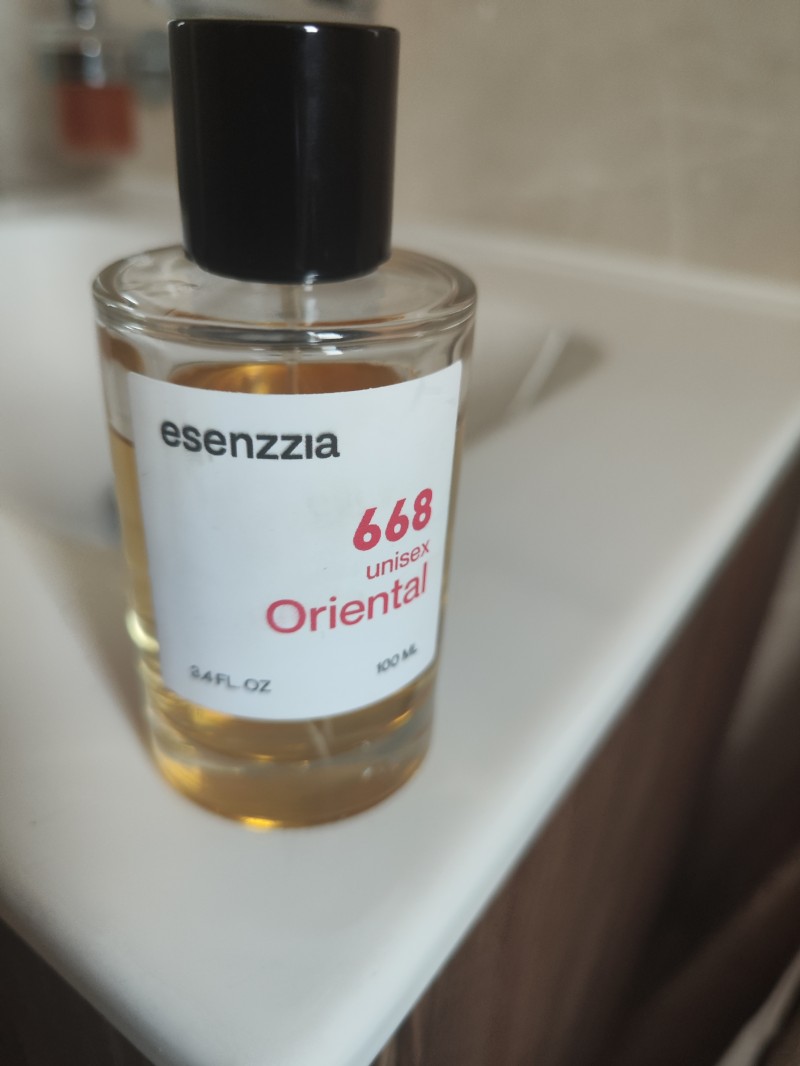 esenzzia
668
unisex
Oriental
3.4 FL. OZ
100 ML